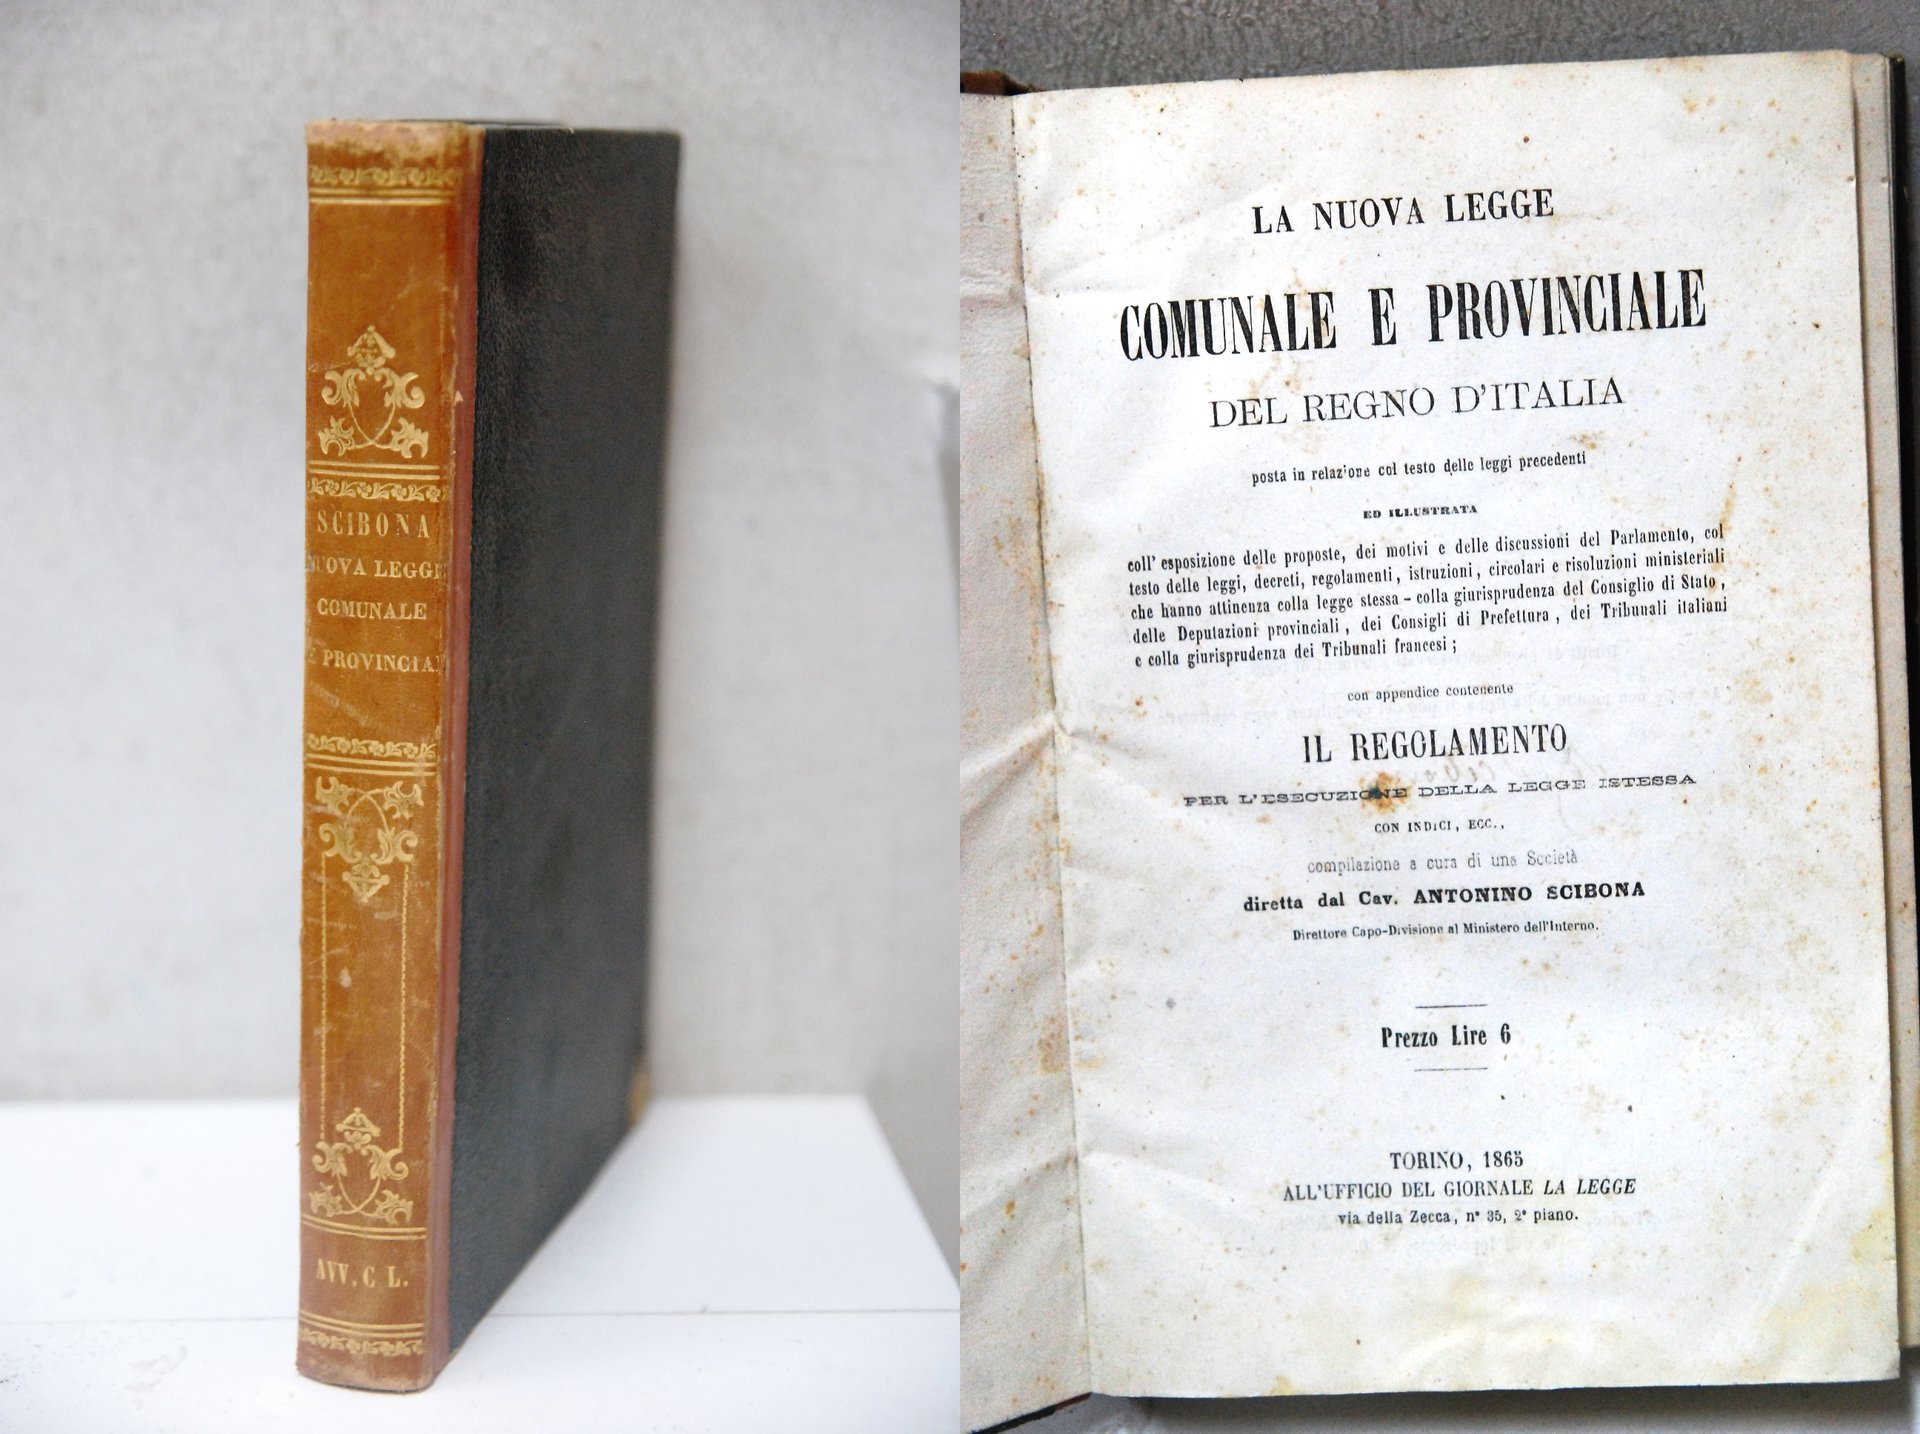 SCIBONA
NUOVA LEGGE
COMUNALE
E PROVINCIAL
AVV. C L.
LA NUOVA LEGGE
COMUNALE E PROVINCIALE
DEL REGNO D'ITALIA
posta in relazione col testo delle leggi precedenti
ED ILLUSTRATA
coll' esposizione delle proposte, dei motivi e delle discussioni del Parlamento, col
testo delle leggi, decreti, regolamenti, istruzioni, circolari e risoluzioni ministeriali
che hanno attinenza colla legge stessa - colla giurisprudenza del Consiglio di Stato,
delle Deputazioni provinciali, dei Consigli di Prefettura, dei Tribunali italiani
e colla giurisprudenza dei Tribunali francesi;
con appendice contenente
IL REGOLAMENTO
PER L'ESECUZIONE DELLA LEGGE ISTESSA
CON INDICI, ECC.,
compilazione a cura di una Società
diretta dal Cav. ANTONINO SCIBONA
Direttore Capo-Divisione al Ministero dell'Interno.
Prezzo Lire 6
TORINO, 1865
ALL'UFFICIO DEL GIORNALE LA LEGGE
via della Zecca, n° 35, 2° piano.